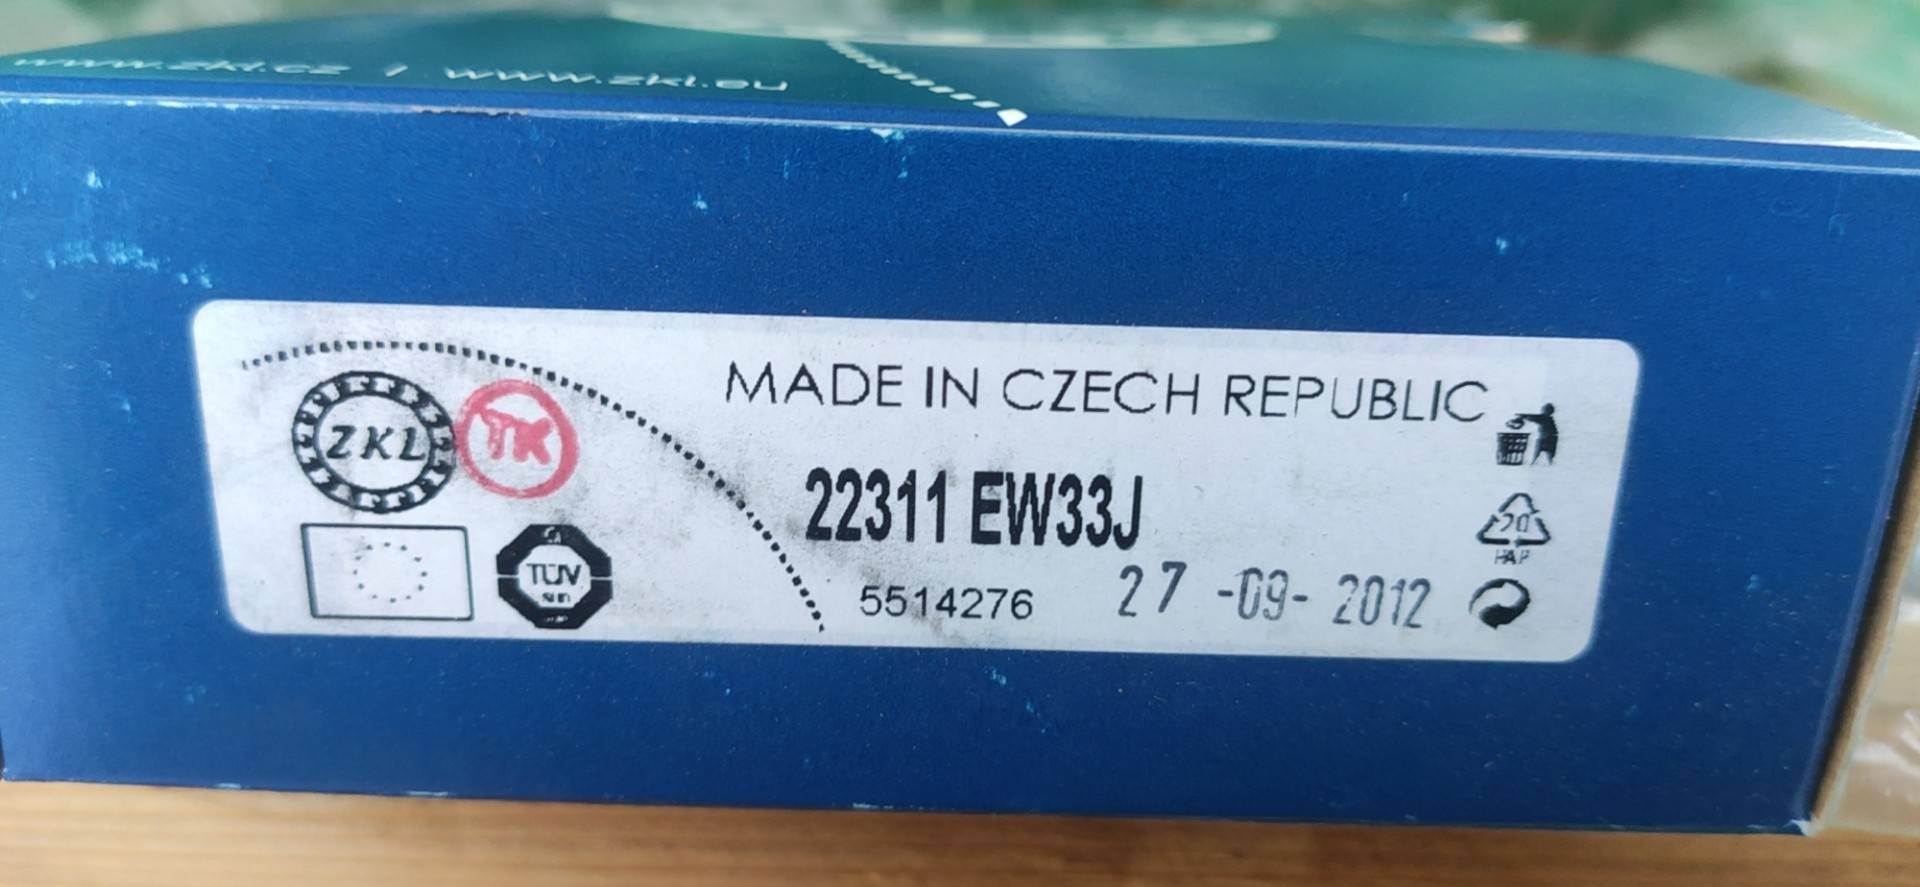 www.zkl.cz / www.zkl.eu
MADE IN CZECH REPUBLIC
ZKL
TK
22311 EW33J
TÜV
5514276 27 -09- 2012
20